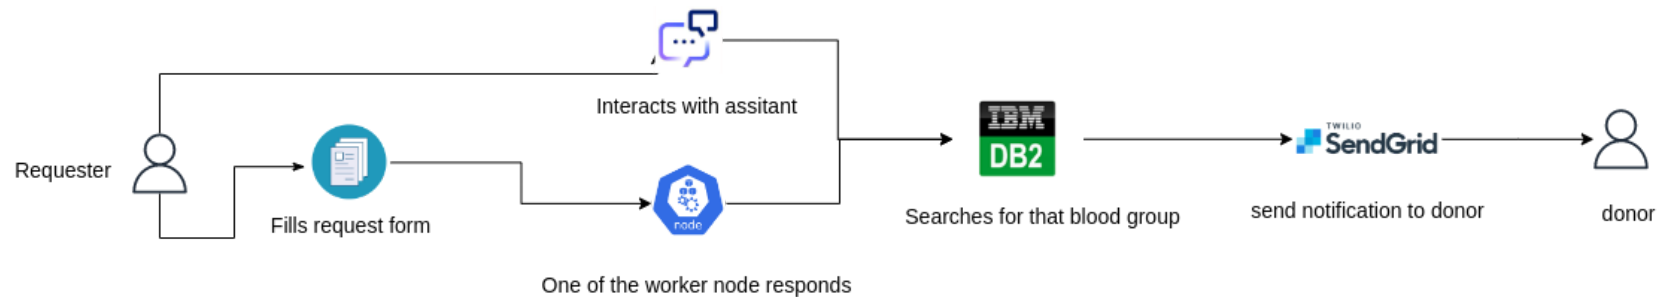 Interacts with assitant
Requester
Fills request form
node
One of the worker node responds
IBM
DB2
Searches for that blood group
TWILIO
SendGrid
send notification to donor
donor